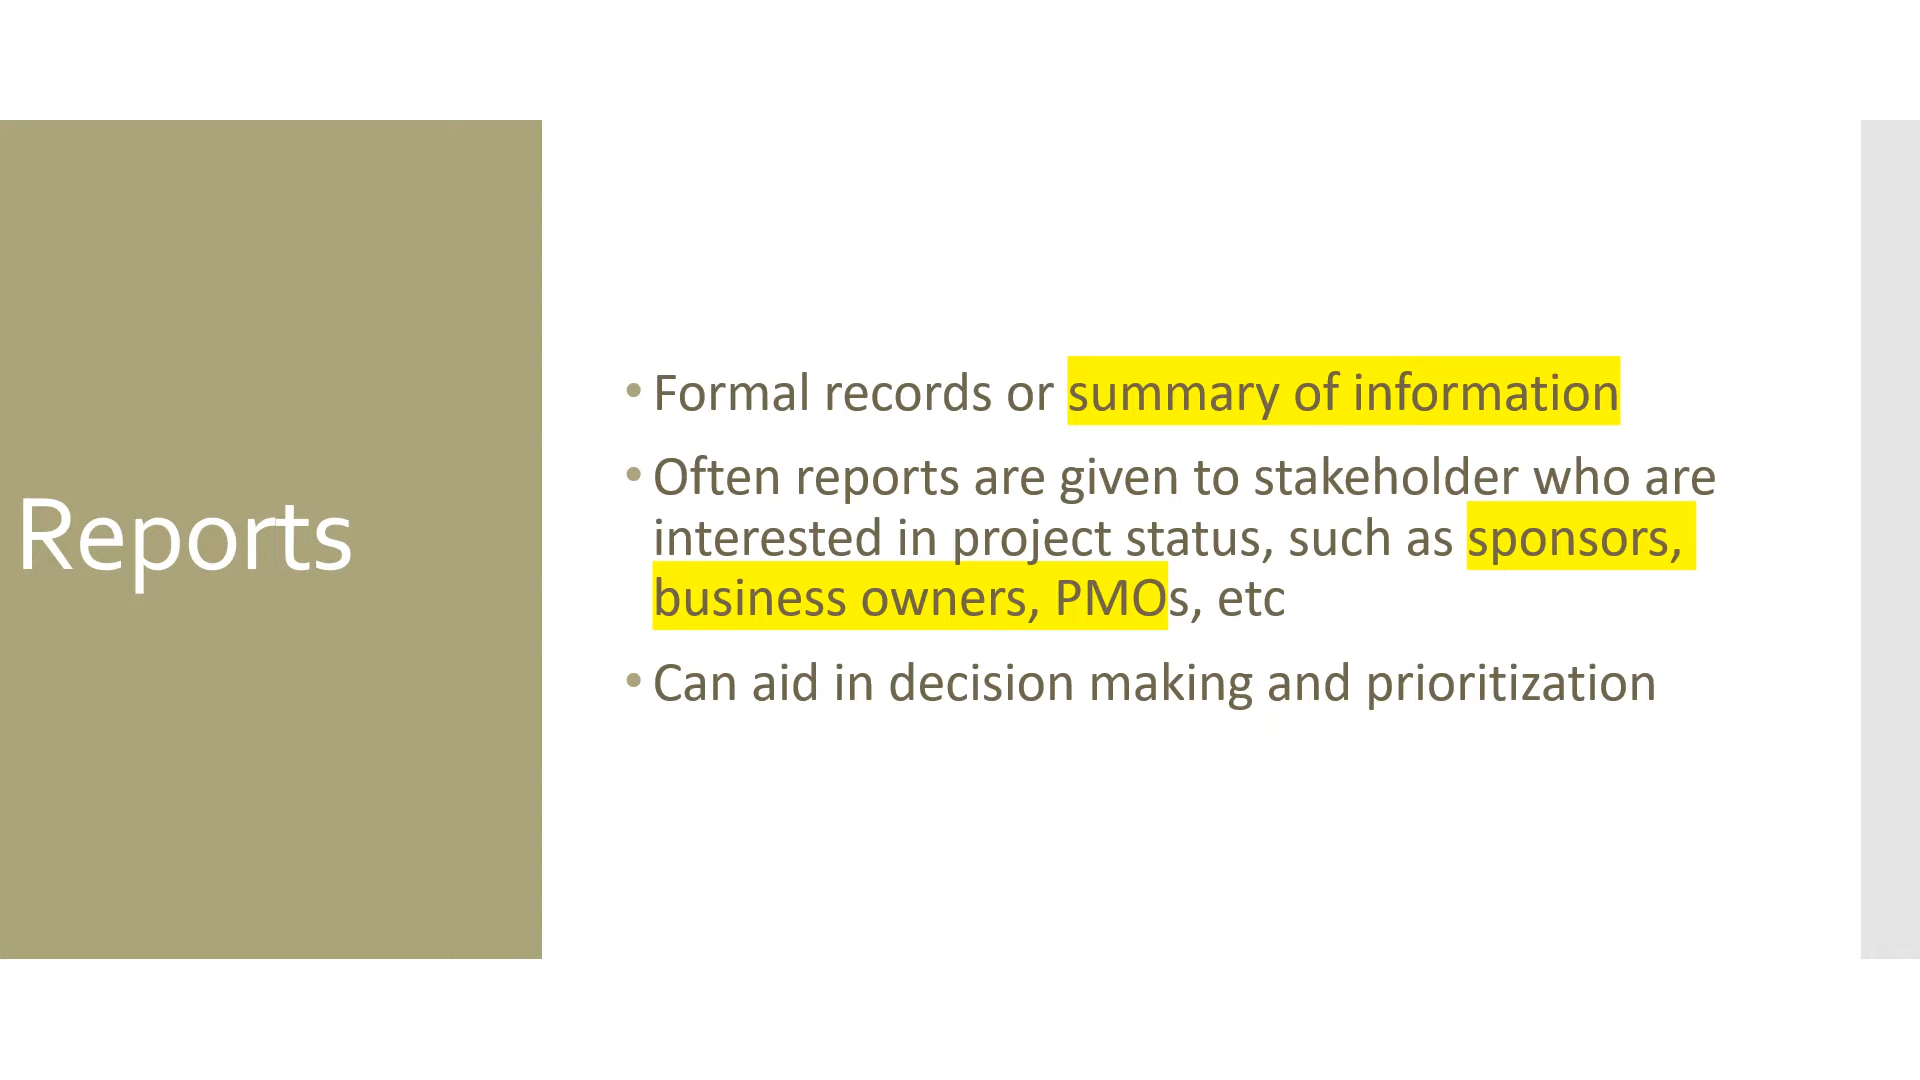 Reports
• Formal records or summary of information
• Often reports are given to stakeholder who are
interested in project status, such as sponsors,
business owners, PMOs, etc
• Can aid in decision making and prioritization